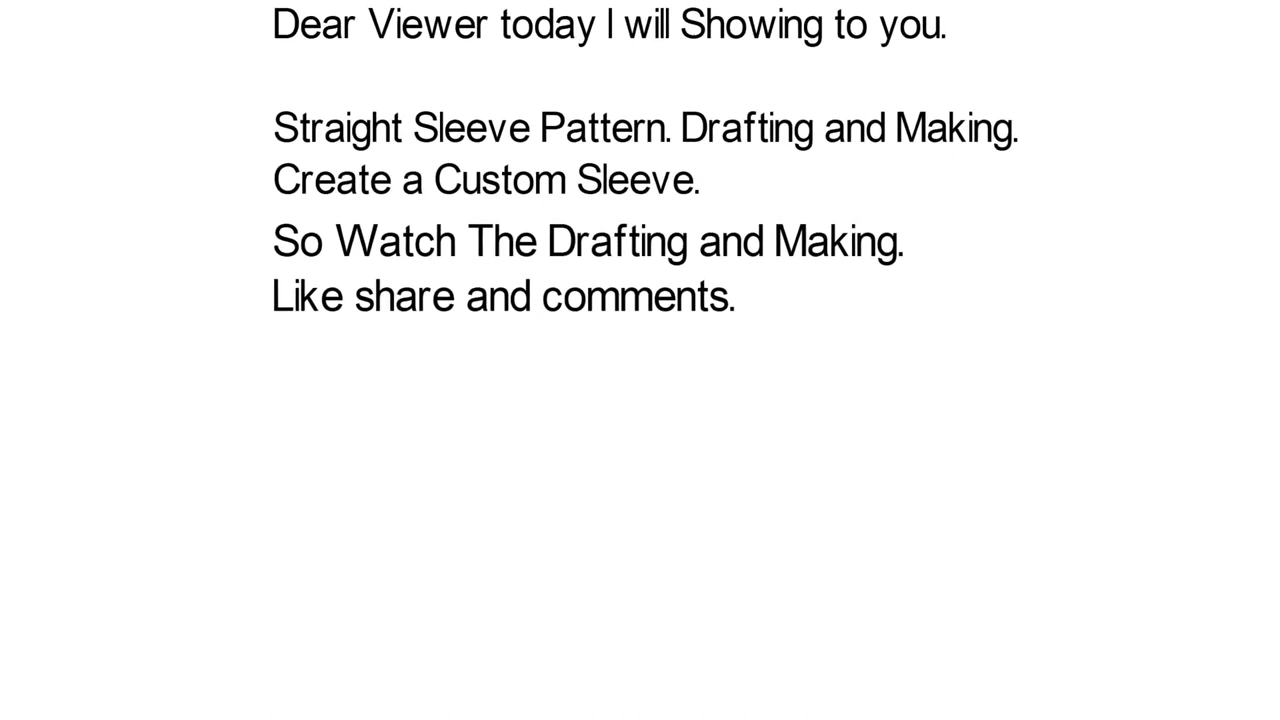 Dear Viewer today I will Showing to you.
Straight Sleeve Pattern. Drafting and Making.
Create a Custom Sleeve.
So Watch The Drafting and Making.
Like share and comments.